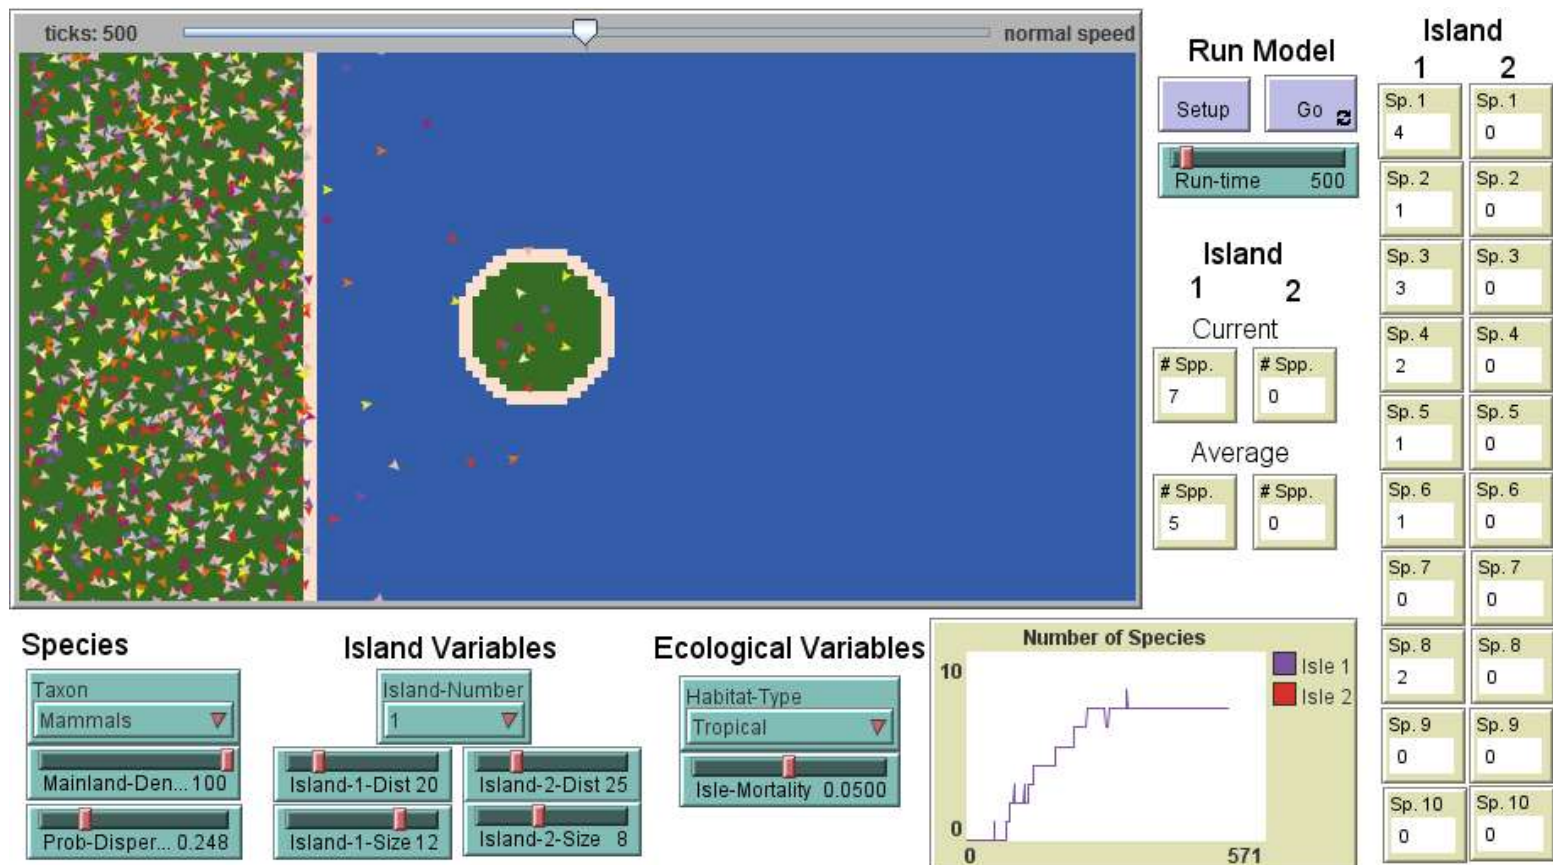 ticks: 500
normal speed
Run Model
Setup
Go
Run-time 500
Island
1 2
Current
# Spp.
7
# Spp.
0
Average
# Spp.
5
# Spp.
0
Island
1 2
Sp. 1
4
Sp. 1
0
Sp. 2
1
Sp. 2
0
Sp. 3
3
Sp. 3
0
Sp. 4
2
Sp. 4
0
Sp. 5
1
Sp. 5
0
Sp. 6
1
Sp. 6
0
Sp. 7
0
Sp. 7
0
Sp. 8
2
Sp. 8
0
Sp. 9
0
Sp. 9
0
Sp. 10
0
Sp. 10
0
Species
Taxon
Mammals
Mainland-Den... 100
Prob-Disper... 0.248
Island Variables
Island-Number
1
Island-1-Dist 20
Island-2-Dist 25
Island-1-Size 12
Island-2-Size 8
Ecological Variables
Habitat-Type
Tropical
Isle-Mortality 0.0500
Number of Species
10
0
0
571
Isle 1
Isle 2